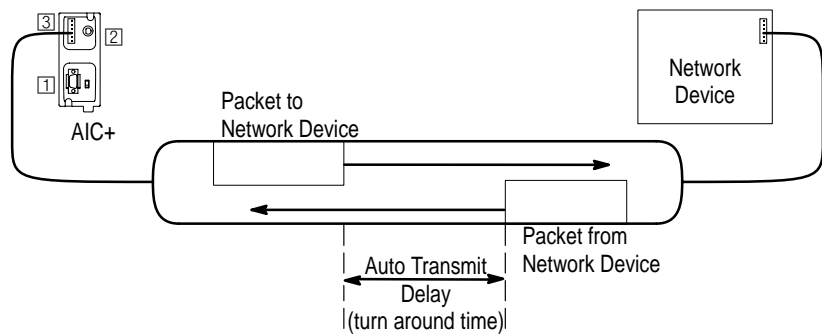 3
2
1
AIC+
Network
Device
Packet to
Network Device
Packet from
Network Device
Auto Transmit
Delay
(turn around time)